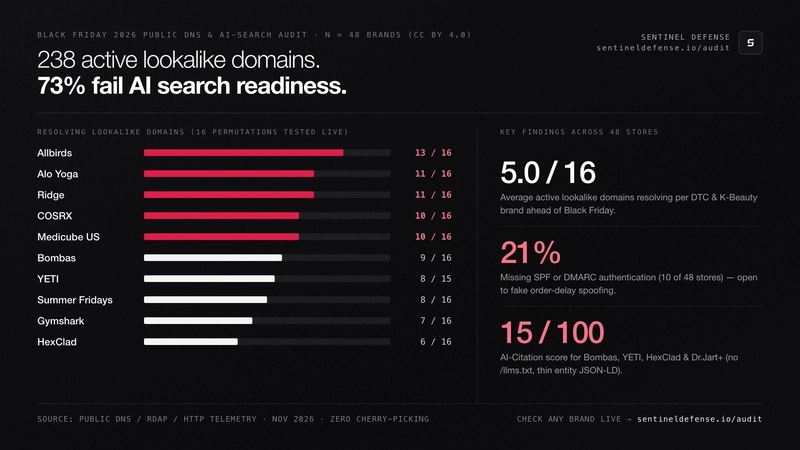 BLACK FRIDAY 2026 PUBLIC DNS & AI-SEARCH AUDIT · N = 48 BRANDS (CC BY 4.0)
238 active lookalike domains.
73% fail AI search readiness.
SENTINEL DEFENSE
sentineldefense.io/audit
S
RESOLVING LOOKALIKE DOMAINS (16 PERMUTATIONS TESTED LIVE)
Allbirds 13 / 16
Alo Yoga 11 / 16
Ridge 11 / 16
COSRX 10 / 16
Medicube US 10 / 16
Bombas 9 / 16
YETI 8 / 15
Summer Fridays 8 / 16
Gymshark 7 / 16
HexClad 6 / 16
KEY FINDINGS ACROSS 48 STORES
5.0 / 16
Average active lookalike domains resolving per DTC & K-Beauty
brand ahead of Black Friday.
21%
Missing SPF or DMARC authentication (10 of 48 stores) — open
to fake order-delay spoofing.
15 / 100
AI-Citation score for Bombas, YETI, HexClad & Dr.Jart+ (no
/llms.txt, thin entity JSON-LD).
SOURCE: PUBLIC DNS / RDAP / HTTP TELEMETRY · NOV 2026 · ZERO CHERRY-PICKING
CHECK ANY BRAND LIVE → sentineldefense.io/audit